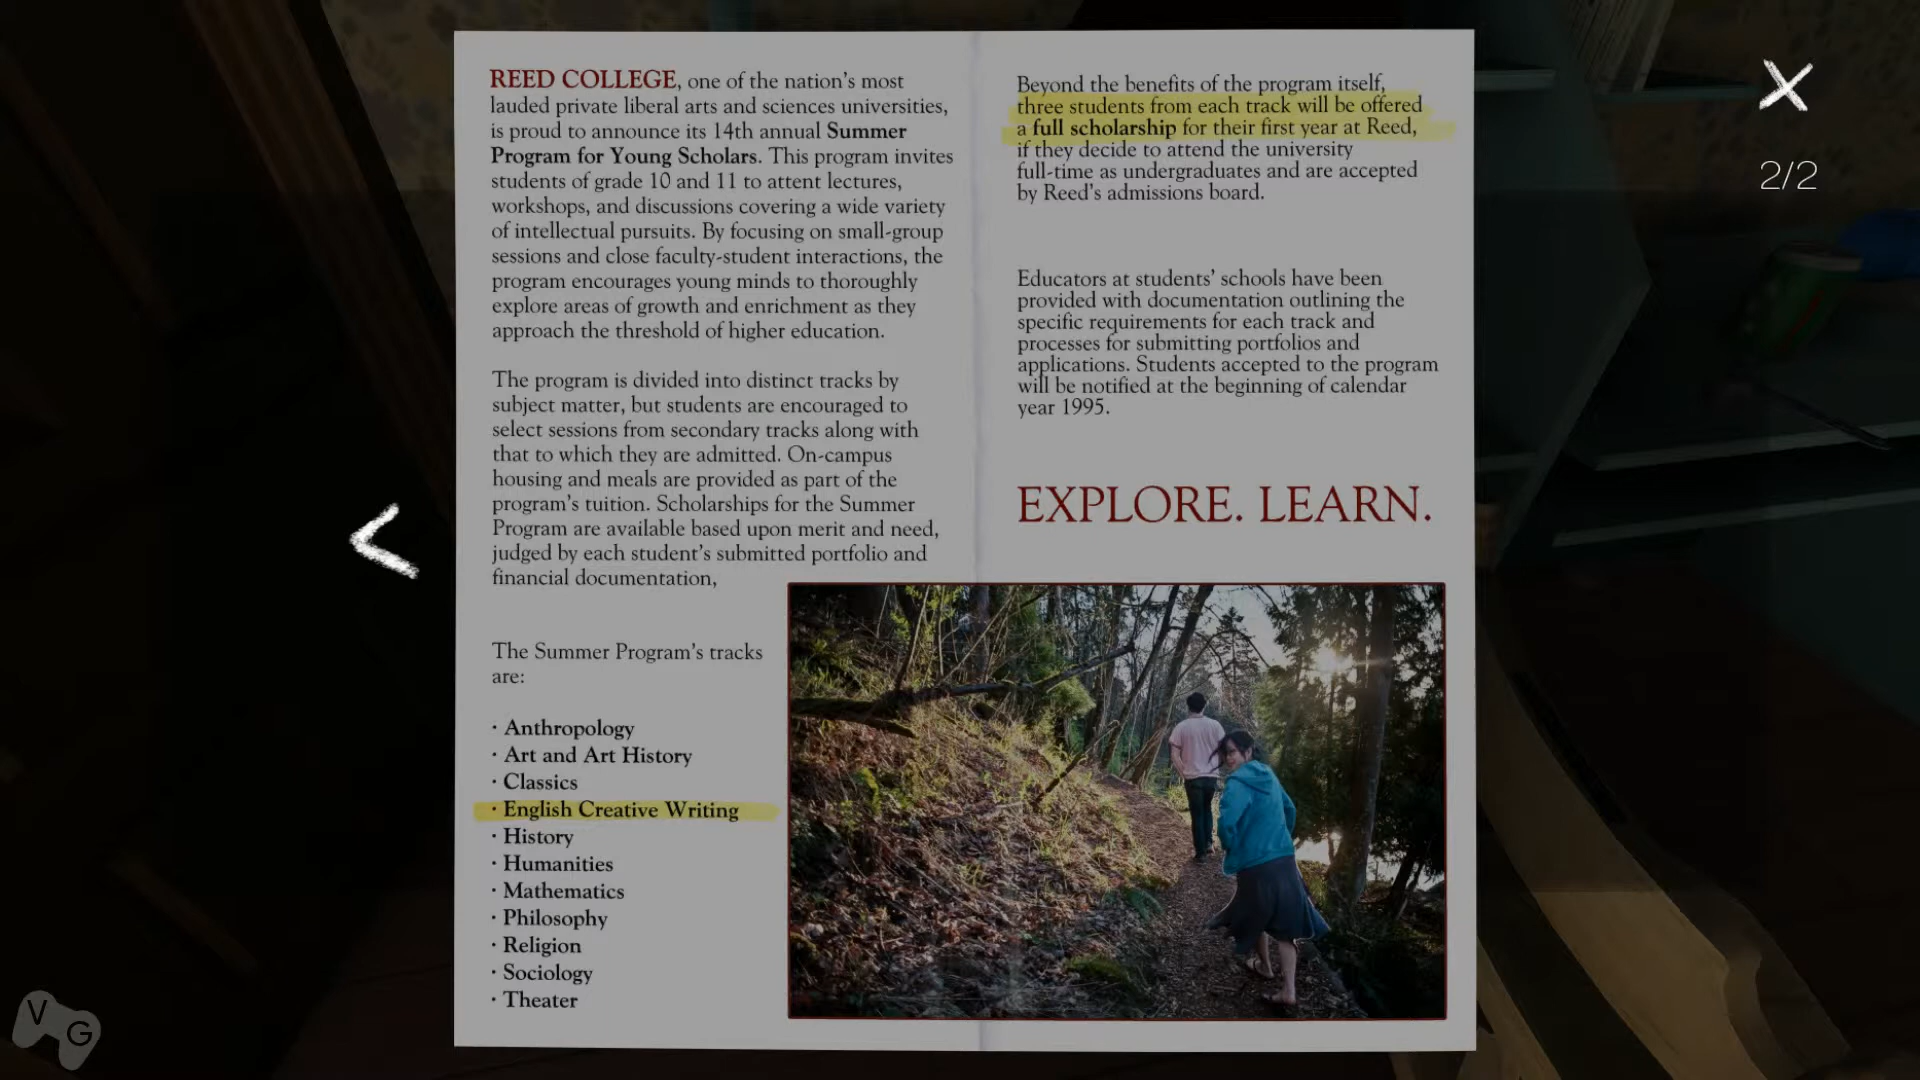 REED COLLEGE, one of the nation's most
lauded private liberal arts and sciences universities,
is proud to announce its 14th annual Summer
Program for Young Scholars. This program invites
students of grade 10 and 11 to attent lectures,
workshops, and discussions covering a wide variety
of intellectual pursuits. By focusing on small-group
sessions and close faculty-student interactions, the
program encourages young minds to thoroughly
explore areas of growth and enrichment as they
approach the threshold of higher education.
The program is divided into distinct tracks by
subject matter, but students are encouraged to
select sessions from secondary tracks along with
that to which they are admitted. On-campus
housing and meals are provided as part of the
program's tuition. Scholarships for the Summer
Program are available based upon merit and need,
judged by each student's submitted portfolio and
financial documentation,
The Summer Program's tracks
are:
· Anthropology
· Art and Art History
· Classics
· English Creative Writing
· History
· Humanities
· Mathematics
· Philosophy
· Religion
· Sociology
· Theater
Beyond the benefits of the program itself,
three students from each track will be offered
a full scholarship for their first year at Reed,
if they decide to attend the university
full-time as undergraduates and are accepted
by Reed's admissions board.
Educators at students' schools have been
provided with documentation outlining the
specific requirements for each track and
processes for submitting portfolios and
applications. Students accepted to the program
will be notified at the beginning of calendar
year 1995.
EXPLORE. LEARN.
2/2
V G